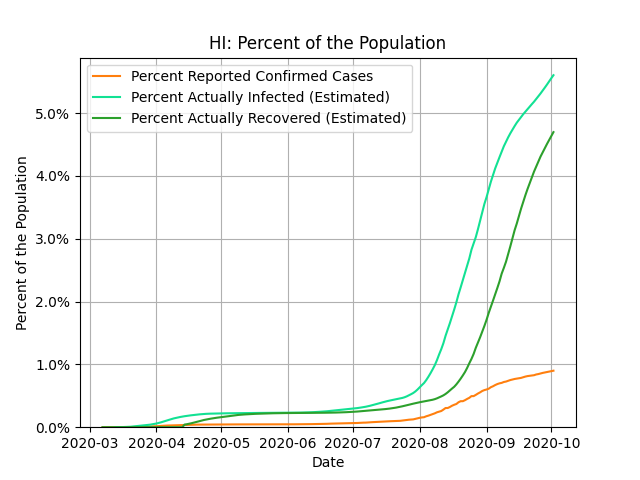 HI: Percent of the Population
Percent Reported Confirmed Cases
Percent Actually Infected (Estimated)
Percent Actually Recovered (Estimated)
Percent of the Population
5.0%
4.0%
3.0%
2.0%
1.0%
0.0%
2020-03 2020-04 2020-05 2020-06 2020-07 2020-08 2020-09 2020-10
Date